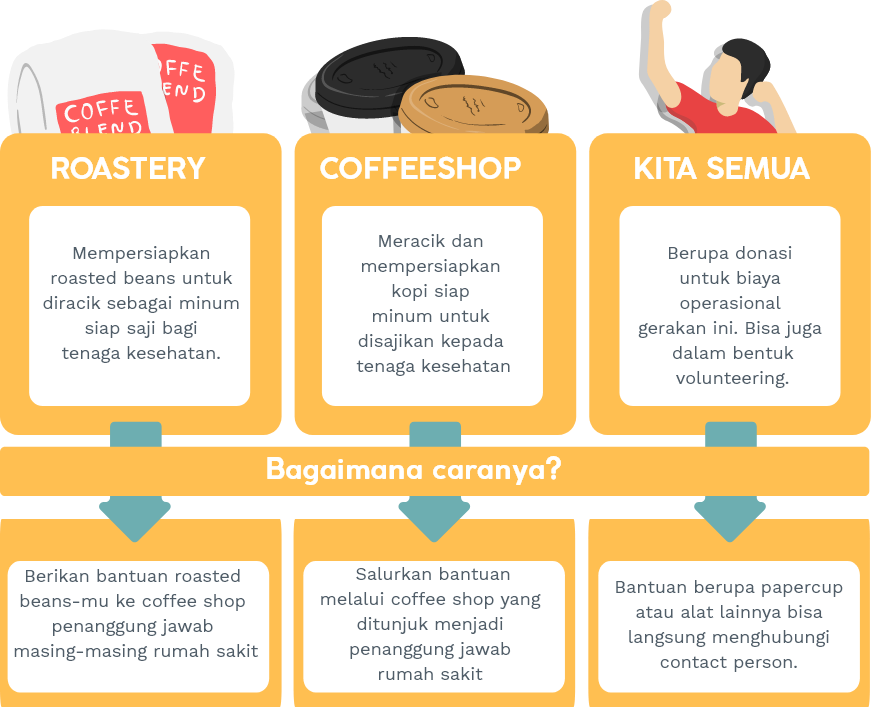 COFFE
BLEND
OFFE
END
ROASTERY
Mempersiapkan
roasted beans untuk
diracik sebagai minum
siap saji bagi
tenaga kesehatan.
COFFEESHOP
Meracik dan
mempersiapkan
kopi siap
minum untuk
disajikan kepada
tenaga kesehatan
KITA SEMUA
Berupa donasi
untuk biaya
operasional
gerakan ini. Bisa juga
dalam bentuk
volunteering.
Bagaimana caranya?
Berikan bantuan roasted
beans-mu ke coffee shop
penanggung jawab
masing-masing rumah sakit
Salurkan bantuan
melalui coffee shop yang
ditunjuk menjadi
penanggung jawab
rumah sakit
Bantuan berupa papercup
atau alat lainnya bisa
langsung menghubungi
contact person.